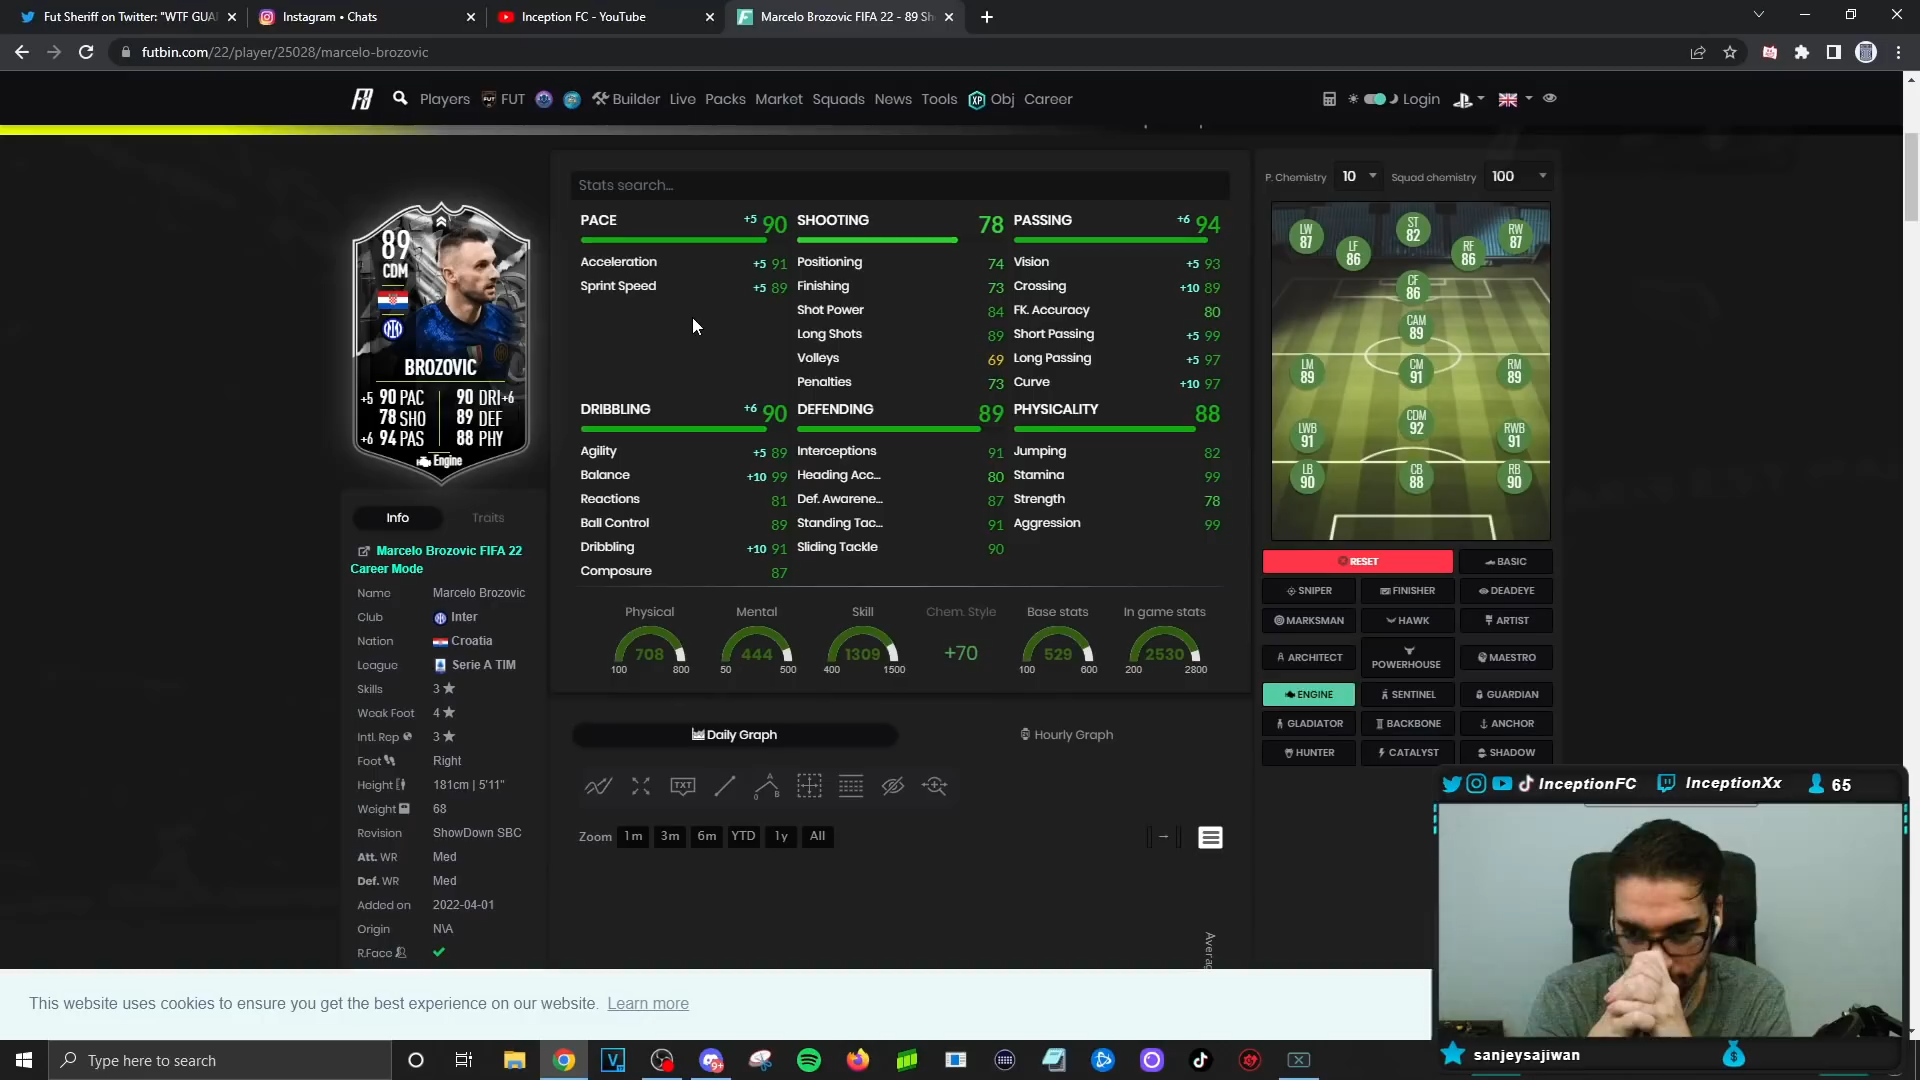 Fut Sheriff on Twitter: "WTF GUA
Instagram • Chats
Inception FC - YouTube
Marcelo Brozovic FIFA 22 - 89 Sh
futbin.com/22/player/25028/marcelo-brozovic
Players FUT Builder Live Packs Market Squads News Tools XP Obj Career Login
Stats search...
P. Chemistry 10 Squad chemistry 100
89
CDM
BROZOVIC
+5 90 PAC 90 DRI +6
78 SHO 89 DEF
+6 94 PAS 88 PHY
Engine
PACE +5 90
Acceleration +5 91
Sprint Speed +5 89
SHOOTING 78
Positioning 74
Finishing 73
Shot Power 84
Long Shots 89
Volleys 69
Penalties 73
PASSING +6 94
Vision +5 93
Crossing +10 89
FK. Accuracy 80
Short Passing +5 99
Long Passing +5 97
Curve +10 97
DRIBBLING +6 90
Agility +5 89
Balance +10 99
Reactions 81
Ball Control 89
Dribbling +10 91
Composure 87
DEFENDING 89
Interceptions 91
Heading Acc... 80
Def. Awarene... 87
Standing Tac... 91
Sliding Tackle 90
PHYSICALITY 88
Jumping 82
Stamina 99
Strength 78
Aggression 99
Physical 708 100 800
Mental 444 50 500
Skill 1309 400 1500
Chem. Style +70
Base stats 529 100 600
In game stats 2530 200 2800
LW 87
ST 82
RW 87
LF 86
RF 86
CF 86
CAM 89
LM 89
CM 91
RM 89
LWB 91
CDM 92
RWB 91
LB 90
CB 88
RB 90
RESET BASIC
SNIPER FINISHER DEADEYE
MARKSMAN HAWK ARTIST
ARCHITECT POWERHOUSE MAESTRO
ENGINE SENTINEL GUARDIAN
GLADIATOR BACKBONE ANCHOR
HUNTER CATALYST SHADOW
Info Traits
Marcelo Brozovic FIFA 22
Career Mode
Name Marcelo Brozovic
Club Inter
Nation Croatia
League Serie A TIM
Skills 3
Weak Foot 4
Intl. Rep 3
Foot Right
Height 181cm | 5'11"
Weight 68
Revision ShowDown SBC
Att. WR Med
Def. WR Med
Added on 2022-04-01
Origin N\A
R.Face
Daily Graph Hourly Graph
TXT
Zoom 1m 3m 6m YTD 1y All
Averag
InceptionFC InceptionXx 65
sanjeysajiwan
This website uses cookies to ensure you get the best experience on our website. Learn more
Type here to search